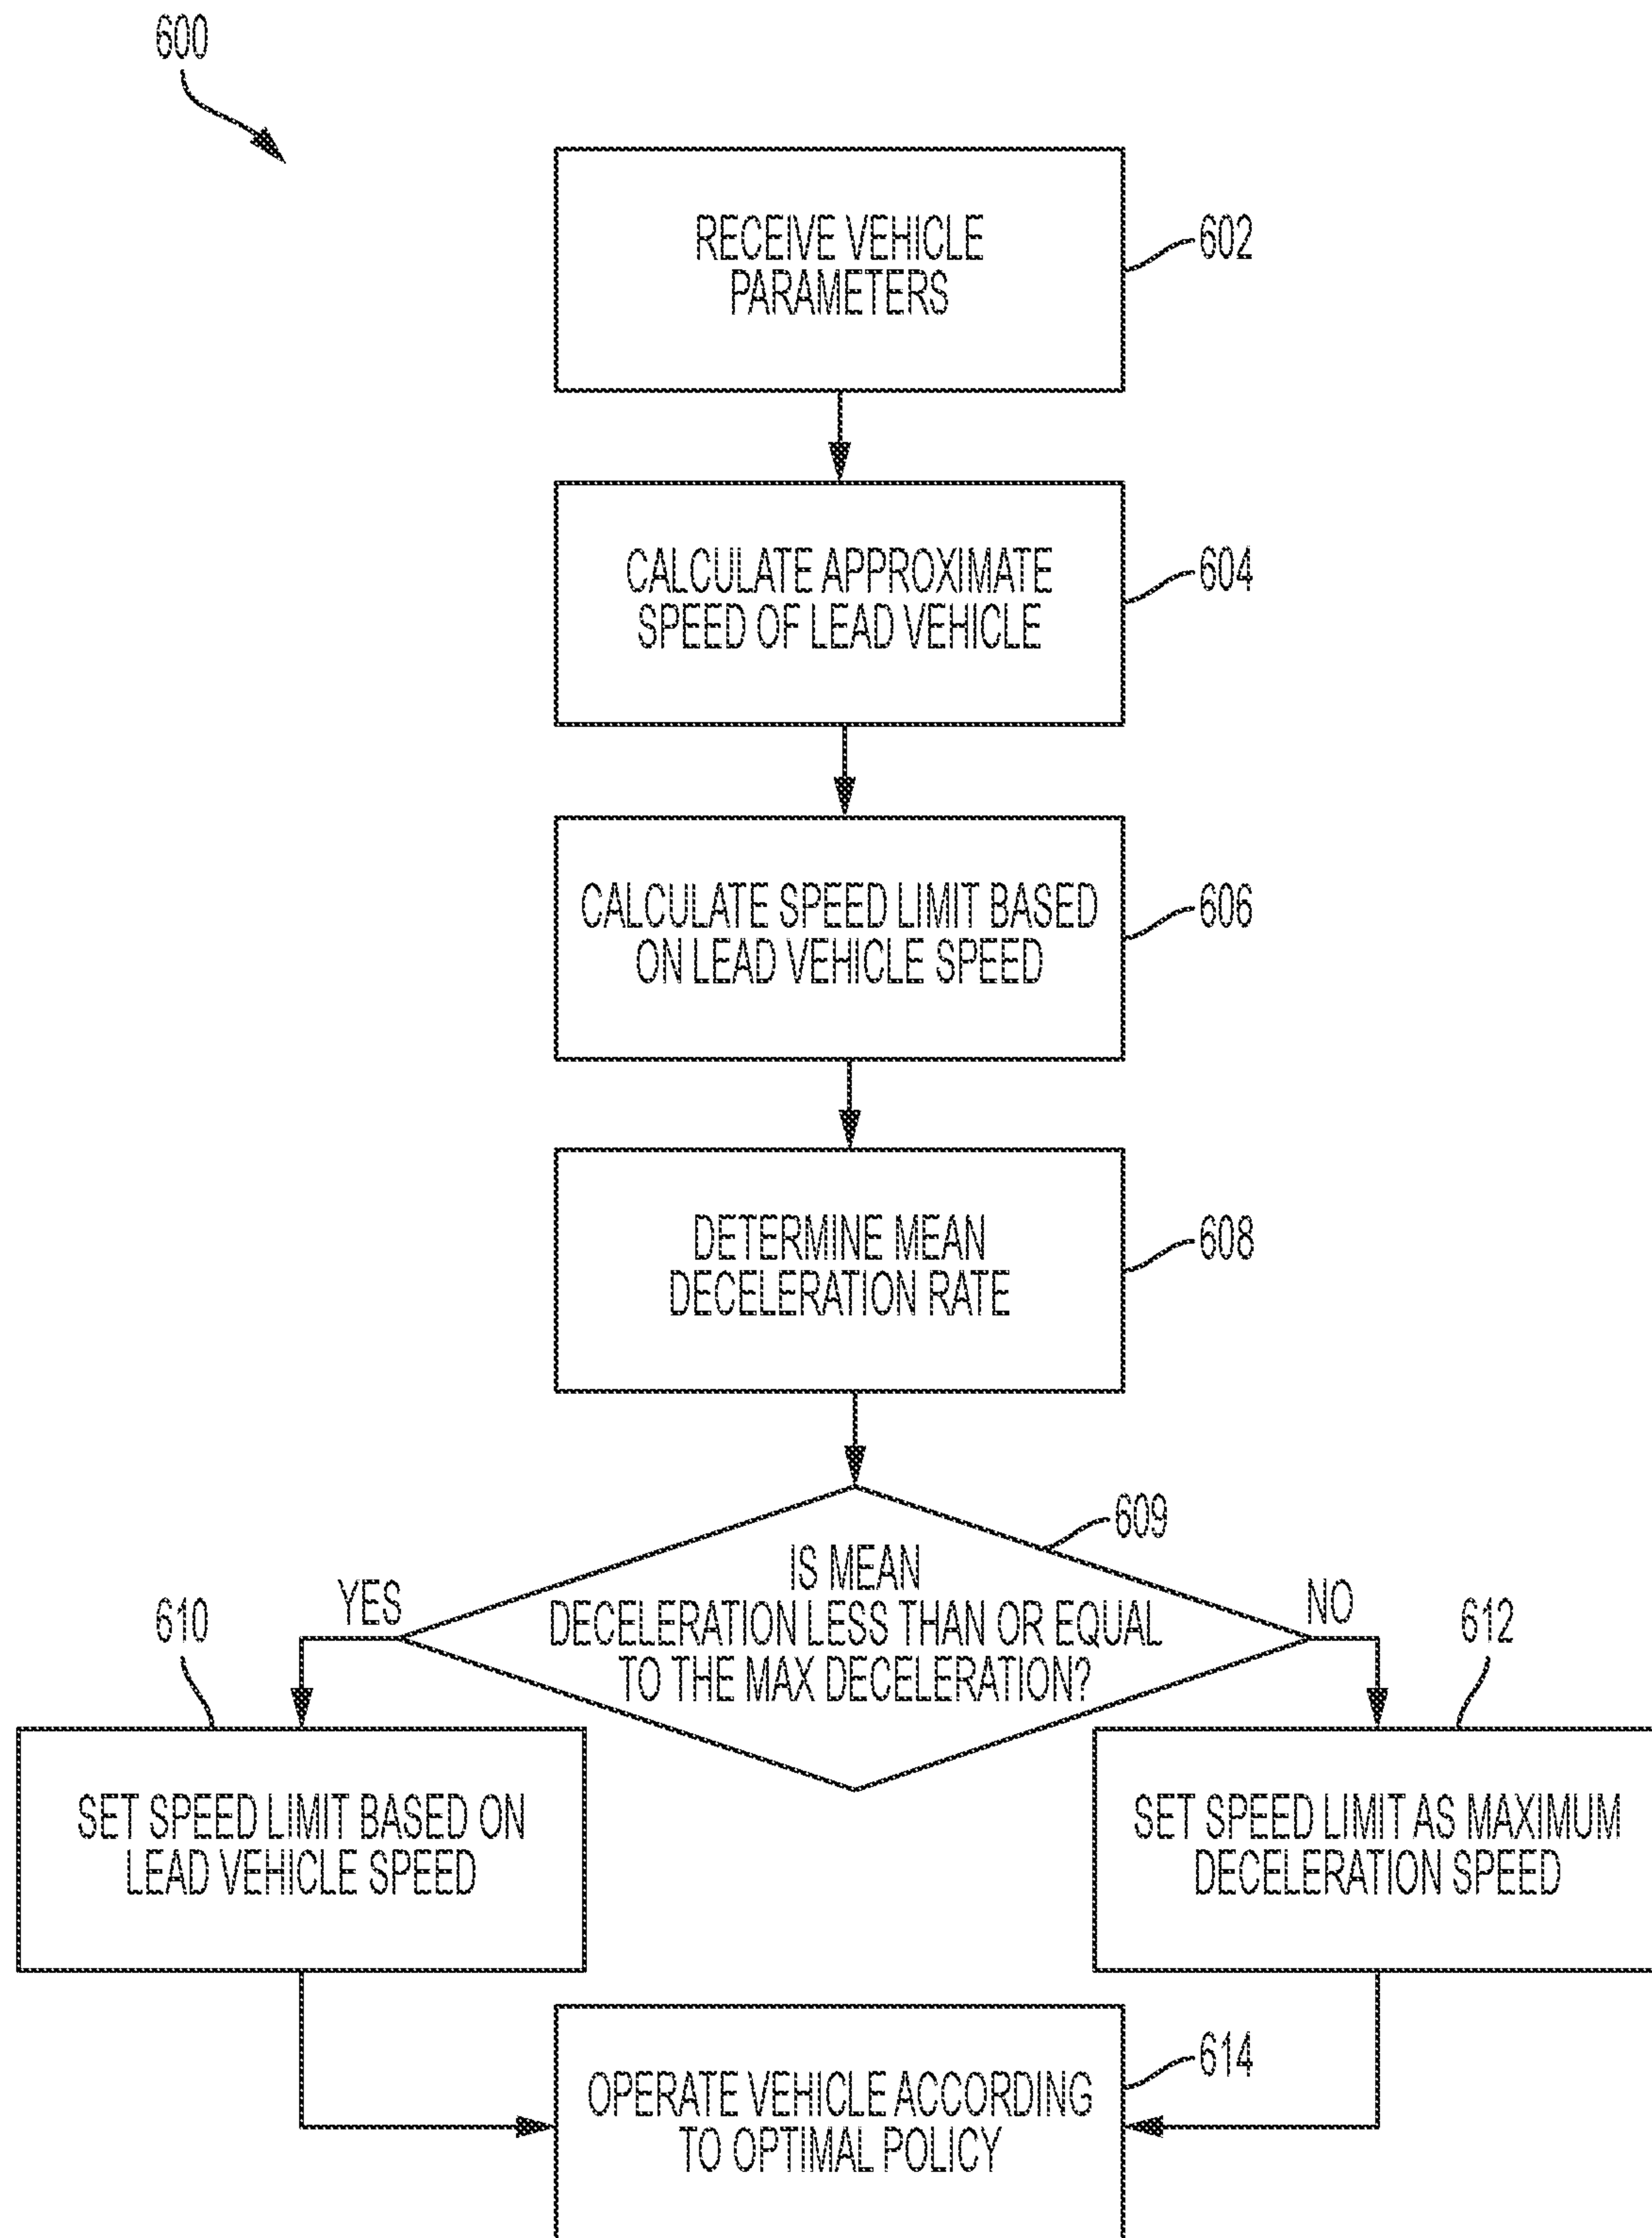 600
RECEIVE VEHICLE
PARAMETERS
602
CALCULATE APPROXIMATE
SPEED OF LEAD VEHICLE
604
CALCULATE SPEED LIMIT BASED
ON LEAD VEHICLE SPEED
606
DETERMINE MEAN
DECELERATION RATE
608
609
IS MEAN
DECELERATION LESS THAN OR EQUAL
TO THE MAX DECELERATION?
YES
NO
610
612
SET SPEED LIMIT BASED ON
LEAD VEHICLE SPEED
SET SPEED LIMIT AS MAXIMUM
DECELERATION SPEED
614
OPERATE VEHICLE ACCORDING
TO OPTIMAL POLICY